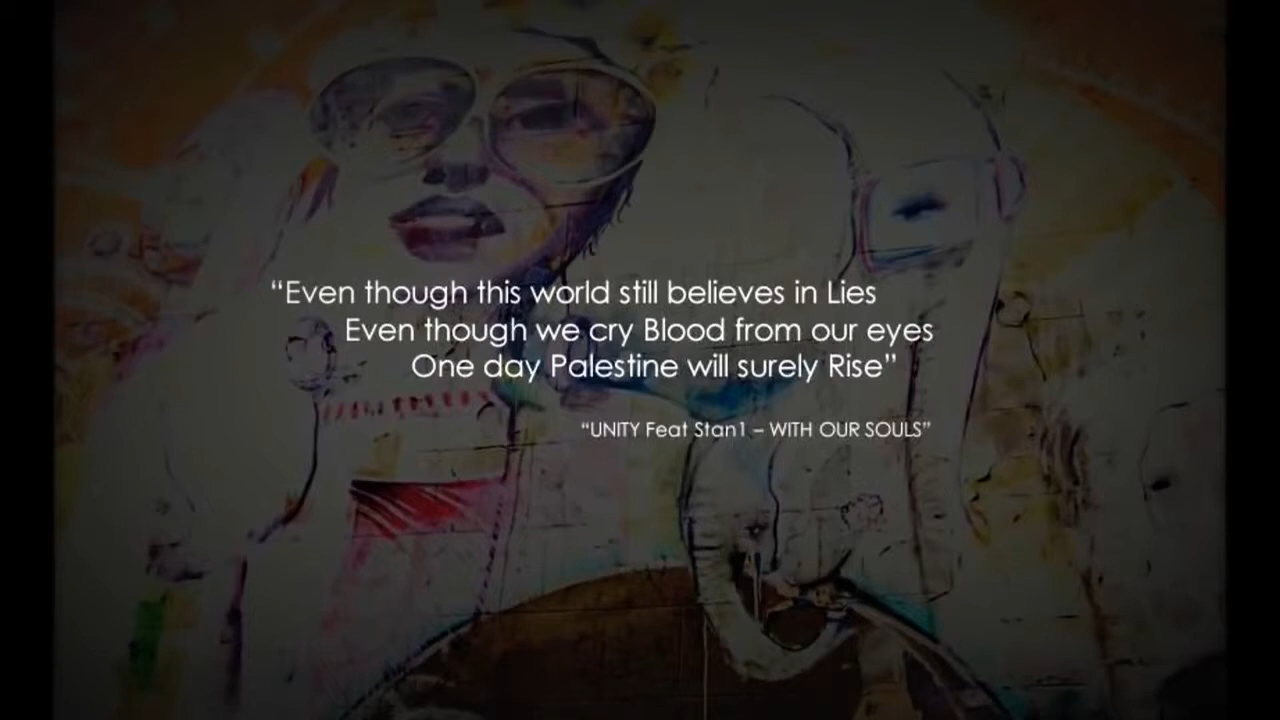 “Even though this world still believes in Lies
Even though we cry Blood from our eyes
One day Palestine will surely Rise”
“UNITY Feat Stan1 – WITH OUR SOULS”